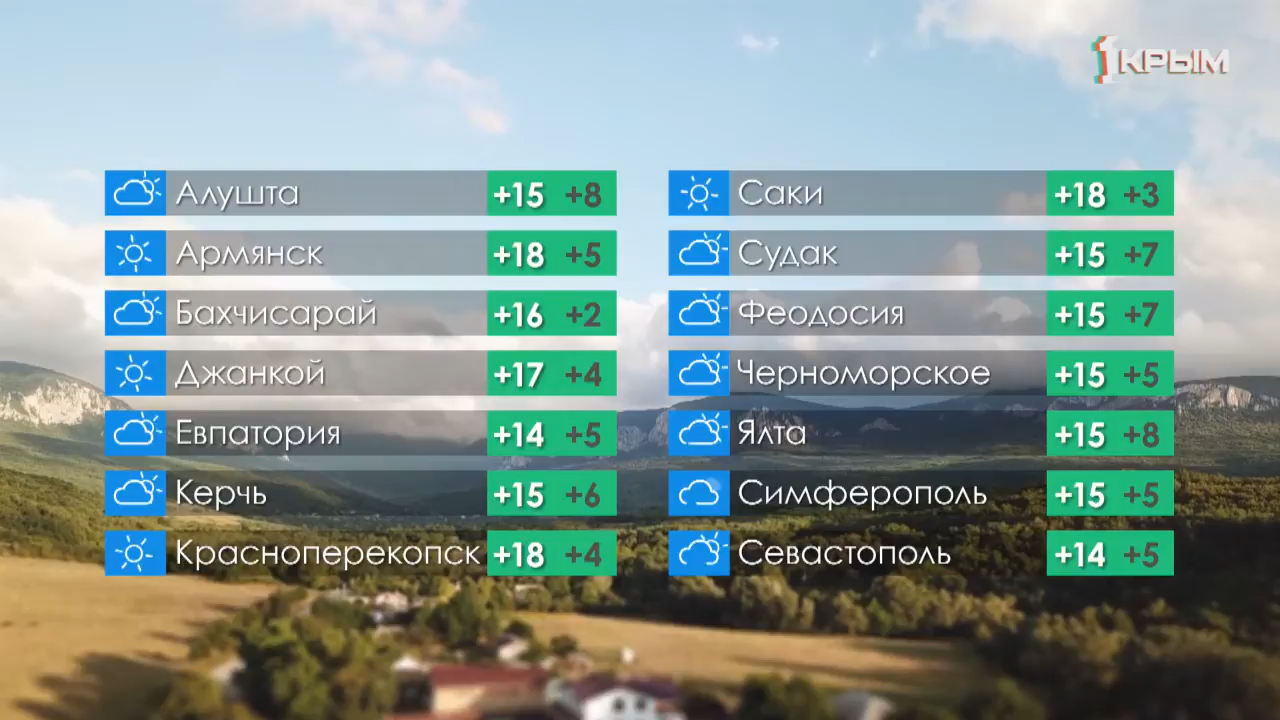 1 КРЫМ
Алушта +15 +8
Армянск +18 +5
Бахчисарай +16 +2
Джанкой +17 +4
Евпатория +14 +5
Керчь +15 +6
Красноперекопск +18 +4
Саки +18 +3
Судак +15 +7
Феодосия +15 +7
Черноморское +15 +5
Ялта +15 +8
Симферополь +15 +5
Севастополь +14 +5